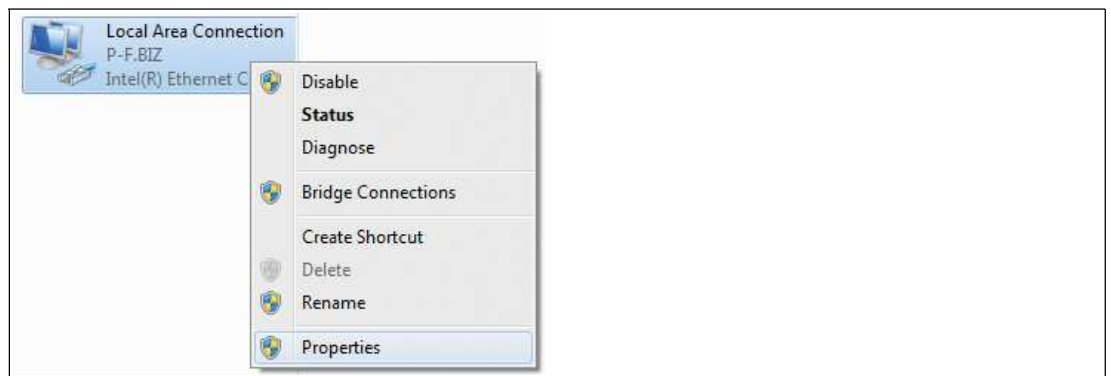 Local Area Connection
P-F.BIZ
Intel(R) Ethernet C
Disable
Status
Diagnose
Bridge Connections
Create Shortcut
Delete
Rename
Properties